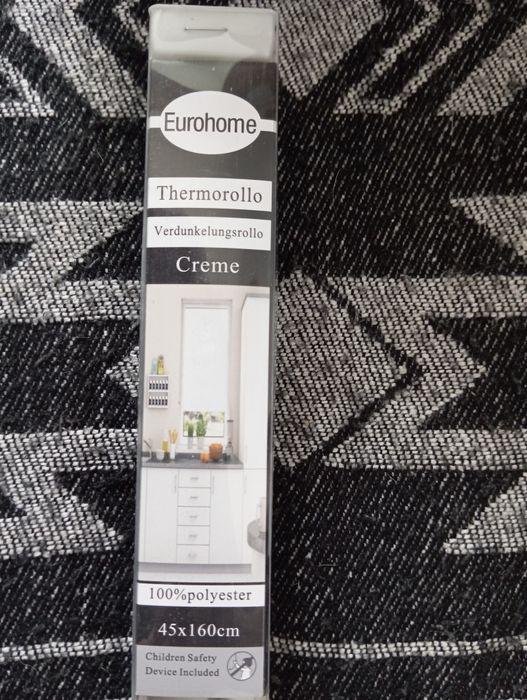 Eurohome
Thermorollo
Verdunkelungsrollo
Creme
100%polyester
45x160cm
Children Safety
Device Included